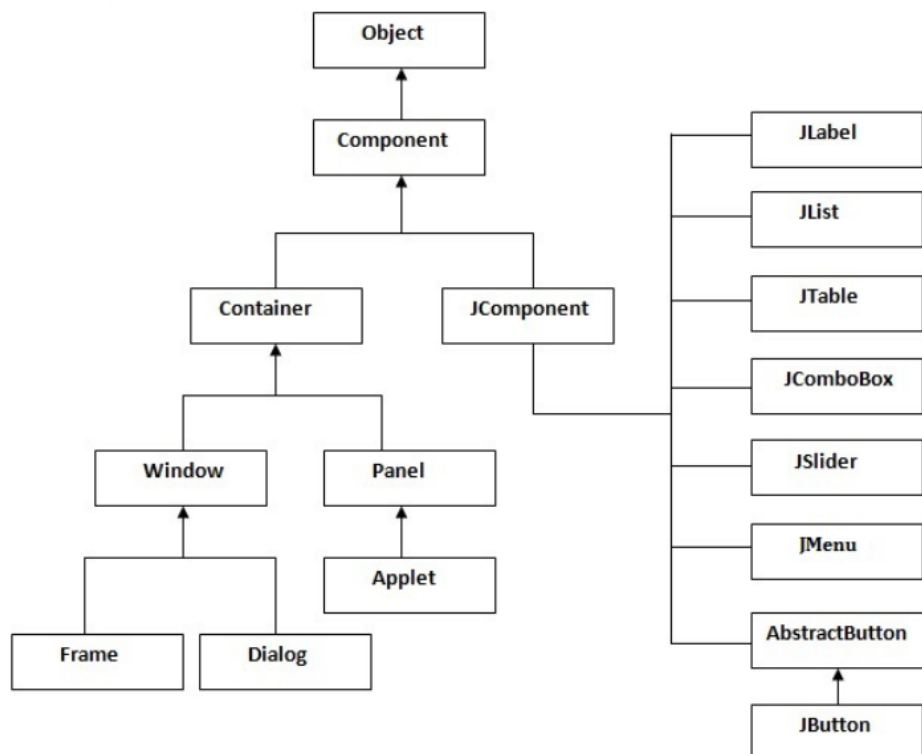 Object
Component
Container
JComponent
Window
Panel
Applet
Frame
Dialog
JLabel
JList
JTable
JComboBox
JSlider
JMenu
AbstractButton
JButton